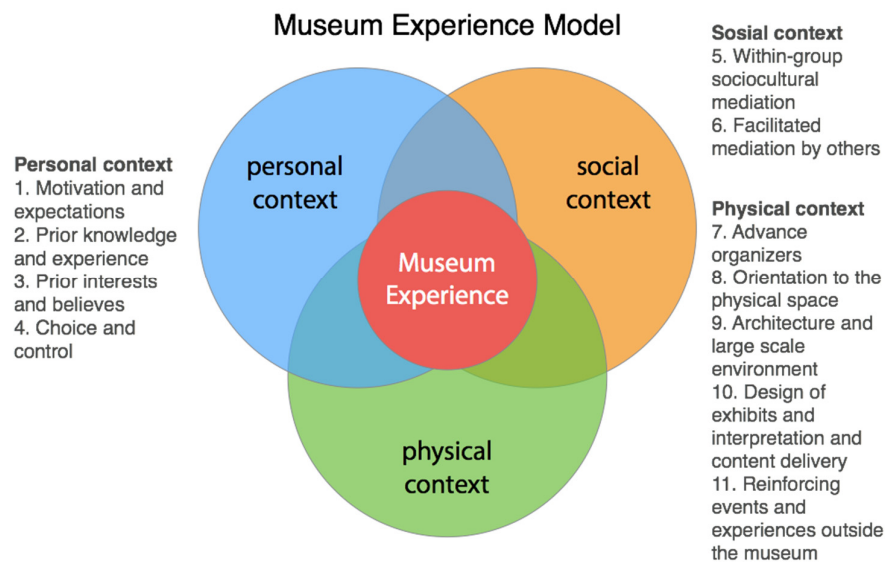 Museum Experience Model
Personal context
1. Motivation and
expectations
2. Prior knowledge
and experience
3. Prior interests
and believes
4. Choice and
control
personal
context
social
context
Museum
Experience
physical
context
Sosial context
5. Within-group
sociocultural
mediation
6. Facilitated
mediation by others
Physical context
7. Advance
organizers
8. Orientation to the
physical space
9. Architecture and
large scale
environment
10. Design of
exhibits and
interpretation and
content delivery
11. Reinforcing
events and
experiences outside
the museum